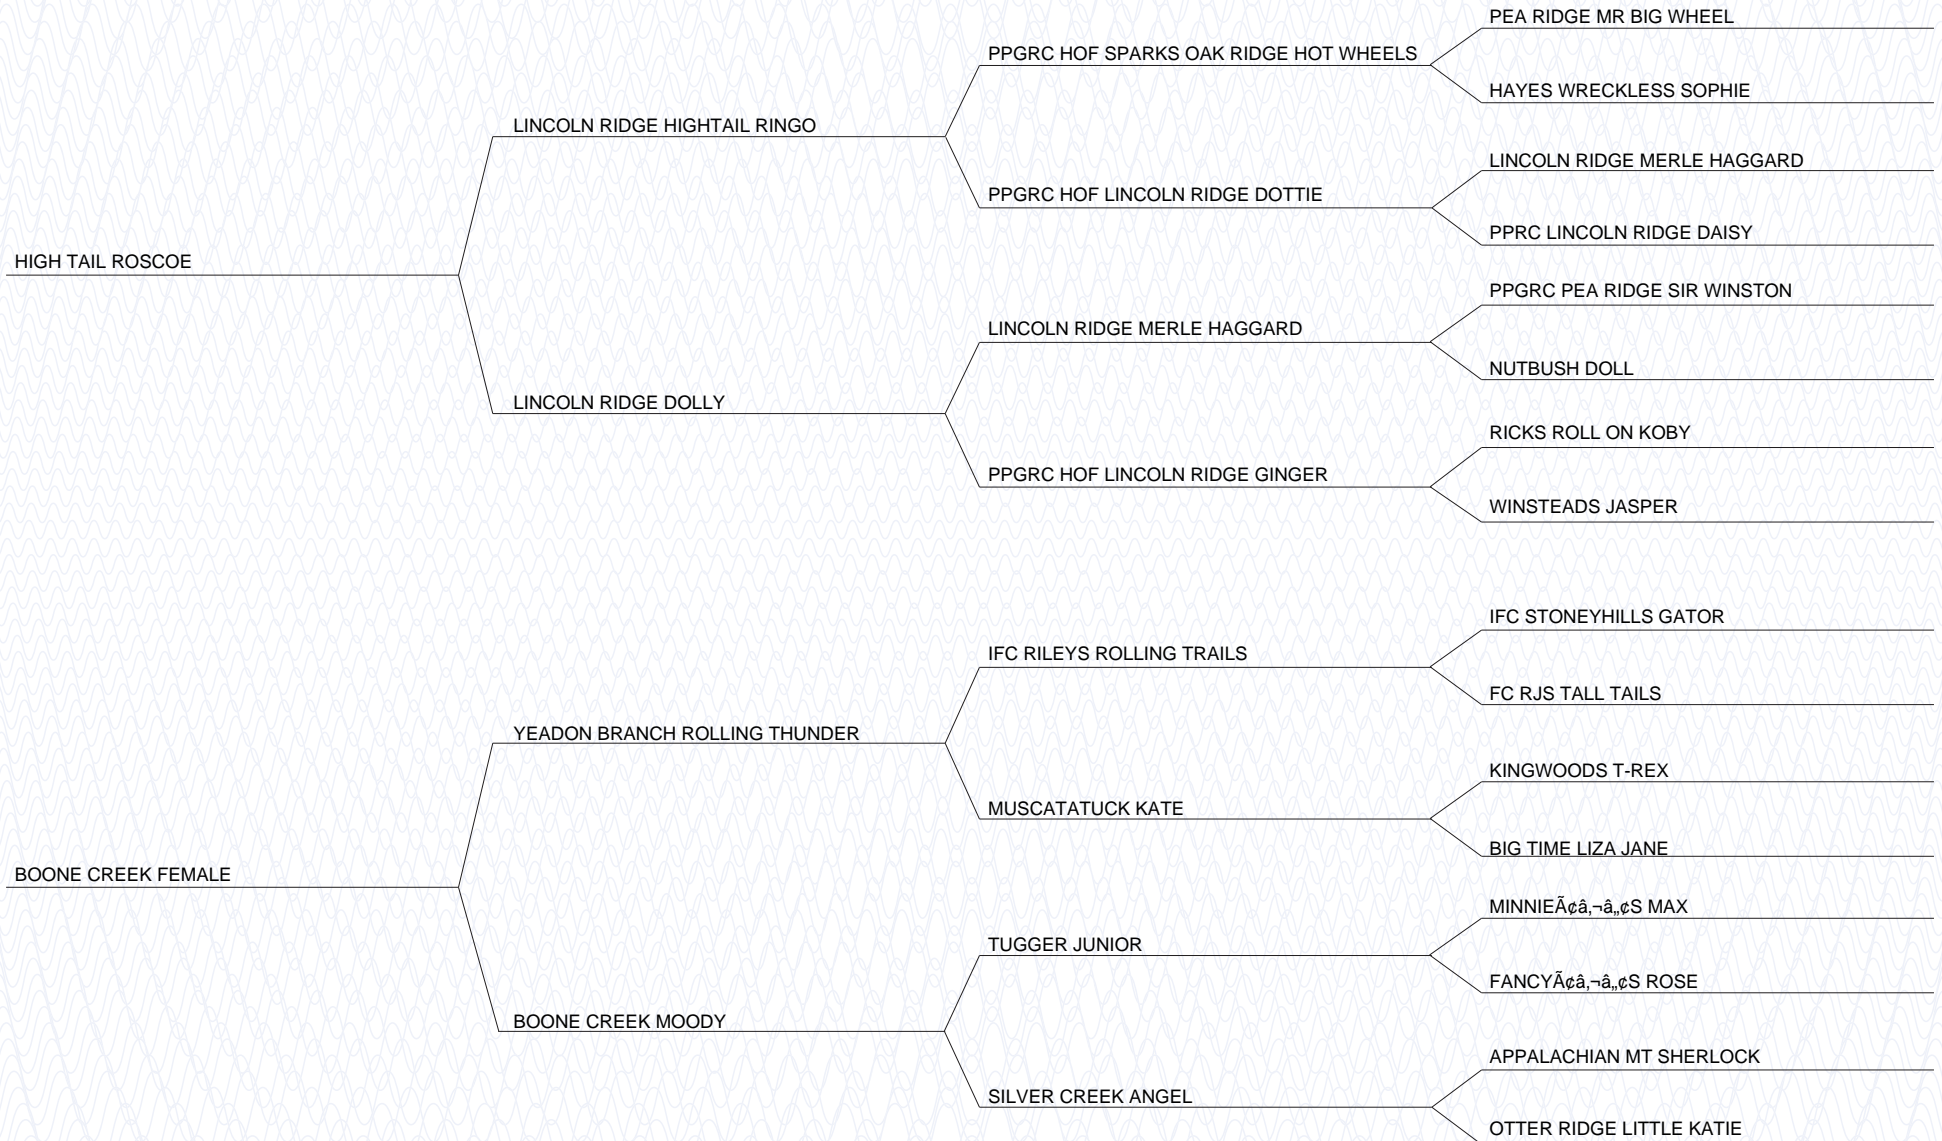 PEA RIDGE MR BIG WHEEL
PPGRC HOF SPARKS OAK RIDGE HOT WHEELS
HAYES WRECKLESS SOPHIE
LINCOLN RIDGE HIGHTAIL RINGO
LINCOLN RIDGE MERLE HAGGARD
PPGRC HOF LINCOLN RIDGE DOTTIE
PPRC LINCOLN RIDGE DAISY
HIGH TAIL ROSCOE
PPGRC PEA RIDGE SIR WINSTON
LINCOLN RIDGE MERLE HAGGARD
NUTBUSH DOLL
LINCOLN RIDGE DOLLY
RICKS ROLL ON KOBY
PPGRC HOF LINCOLN RIDGE GINGER
WINSTEADS JASPER
IFC STONEYHILLS GATOR
IFC RILEYS ROLLING TRAILS
FC RJS TALL TAILS
YEADON BRANCH ROLLING THUNDER
KINGWOODS T-REX
MUSCATATUCK KATE
BIG TIME LIZA JANE
BOONE CREEK FEMALE
MINNIEÃ¢â‚¬â„¢S MAX
TUGGER JUNIOR
FANCYÃ¢â‚¬â„¢S ROSE
BOONE CREEK MOODY
APPALACHIAN MT SHERLOCK
SILVER CREEK ANGEL
OTTER RIDGE LITTLE KATIE